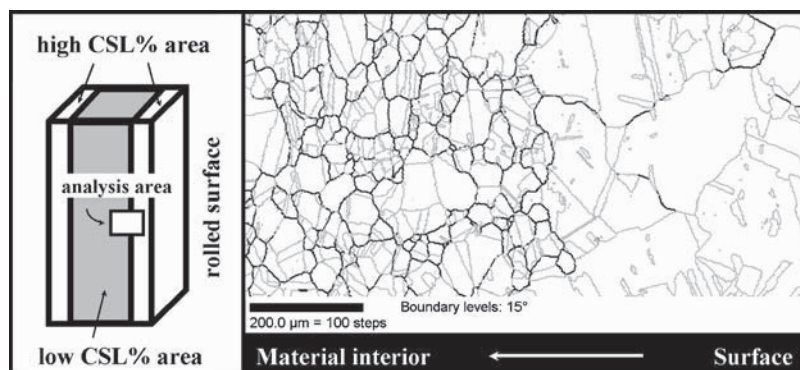 high CSL% area
analysis area
rolled surface
low CSL% area
Boundary levels: 15°
200.0 µm = 100 steps
Material interior
Surface